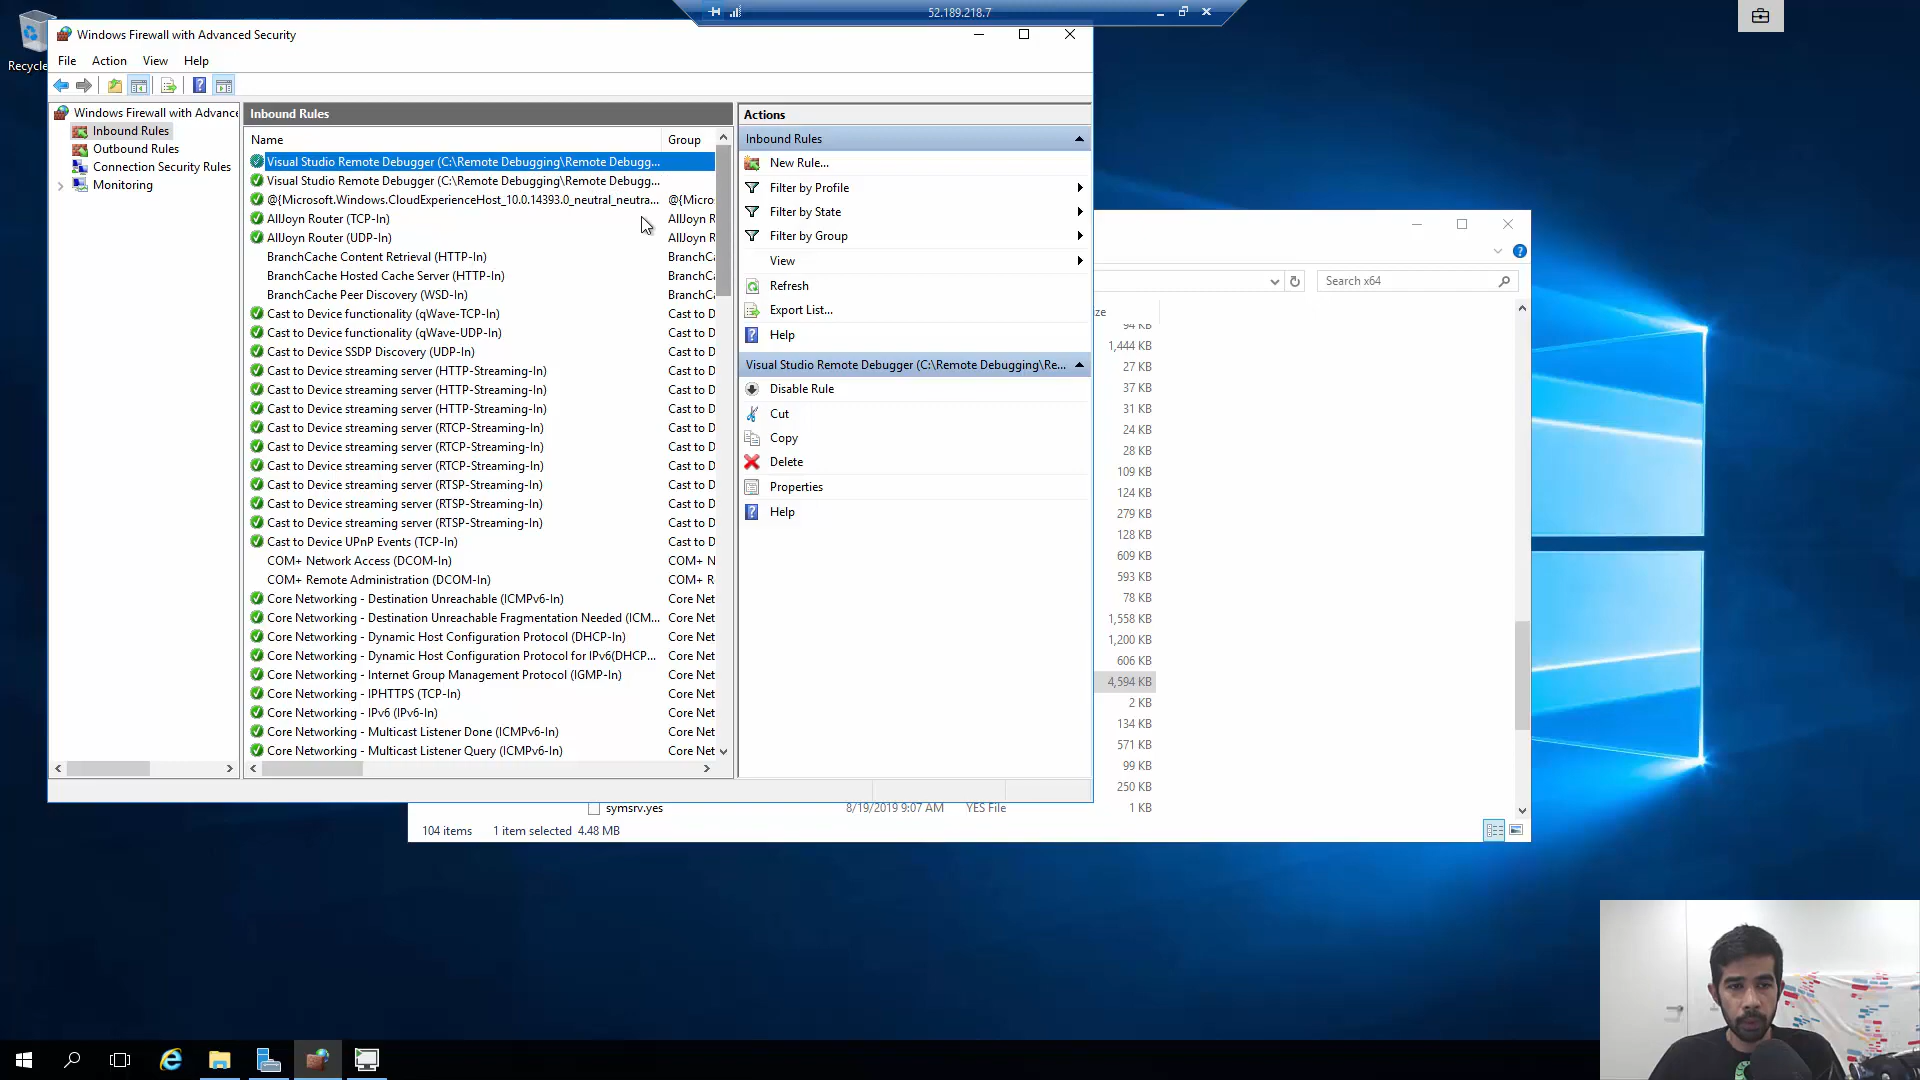 52.189.218.7
Recycle
Windows Firewall with Advanced Security
File Action View Help
Windows Firewall with Advance
Inbound Rules
Outbound Rules
Connection Security Rules
Monitoring
Inbound Rules
Name Group
Visual Studio Remote Debugger (C:\Remote Debugging\Remote Debugg...
Visual Studio Remote Debugger (C:\Remote Debugging\Remote Debugg...
@{Microsoft.Windows.CloudExperienceHost_10.0.14393.0_neutral_neutra... @{Micro
AllJoyn Router (TCP-In) AllJoyn R
AllJoyn Router (UDP-In) AllJoyn R
BranchCache Content Retrieval (HTTP-In) BranchCa
BranchCache Hosted Cache Server (HTTP-In) BranchCa
BranchCache Peer Discovery (WSD-In) BranchCa
Cast to Device functionality (qWave-TCP-In) Cast to D
Cast to Device functionality (qWave-UDP-In) Cast to D
Cast to Device SSDP Discovery (UDP-In) Cast to D
Cast to Device streaming server (HTTP-Streaming-In) Cast to D
Cast to Device streaming server (HTTP-Streaming-In) Cast to D
Cast to Device streaming server (HTTP-Streaming-In) Cast to D
Cast to Device streaming server (RTCP-Streaming-In) Cast to D
Cast to Device streaming server (RTCP-Streaming-In) Cast to D
Cast to Device streaming server (RTCP-Streaming-In) Cast to D
Cast to Device streaming server (RTSP-Streaming-In) Cast to D
Cast to Device streaming server (RTSP-Streaming-In) Cast to D
Cast to Device streaming server (RTSP-Streaming-In) Cast to D
Cast to Device UPnP Events (TCP-In) Cast to D
COM+ Network Access (DCOM-In) COM+ N
COM+ Remote Administration (DCOM-In) COM+ R
Core Networking - Destination Unreachable (ICMPv6-In) Core Net
Core Networking - Destination Unreachable Fragmentation Needed (ICM... Core Net
Core Networking - Dynamic Host Configuration Protocol (DHCP-In) Core Net
Core Networking - Dynamic Host Configuration Protocol for IPv6(DHCP... Core Net
Core Networking - Internet Group Management Protocol (IGMP-In) Core Net
Core Networking - IPHTTPS (TCP-In) Core Net
Core Networking - IPv6 (IPv6-In) Core Net
Core Networking - Multicast Listener Done (ICMPv6-In) Core Net
Core Networking - Multicast Listener Query (ICMPv6-In) Core Net
Actions
Inbound Rules
New Rule...
Filter by Profile
Filter by State
Filter by Group
View
Refresh
Export List...
Help
Visual Studio Remote Debugger (C:\Remote Debugging\Re...
Disable Rule
Cut
Copy
Delete
Properties
Help
Search x64
ze
94 KB
1,444 KB
27 KB
37 KB
31 KB
24 KB
28 KB
109 KB
124 KB
279 KB
128 KB
609 KB
593 KB
78 KB
1,558 KB
1,200 KB
606 KB
4,594 KB
2 KB
134 KB
571 KB
99 KB
250 KB
symsrv.yes 8/19/2019 9:07 AM YES File 1 KB
104 items 1 item selected 4.48 MB